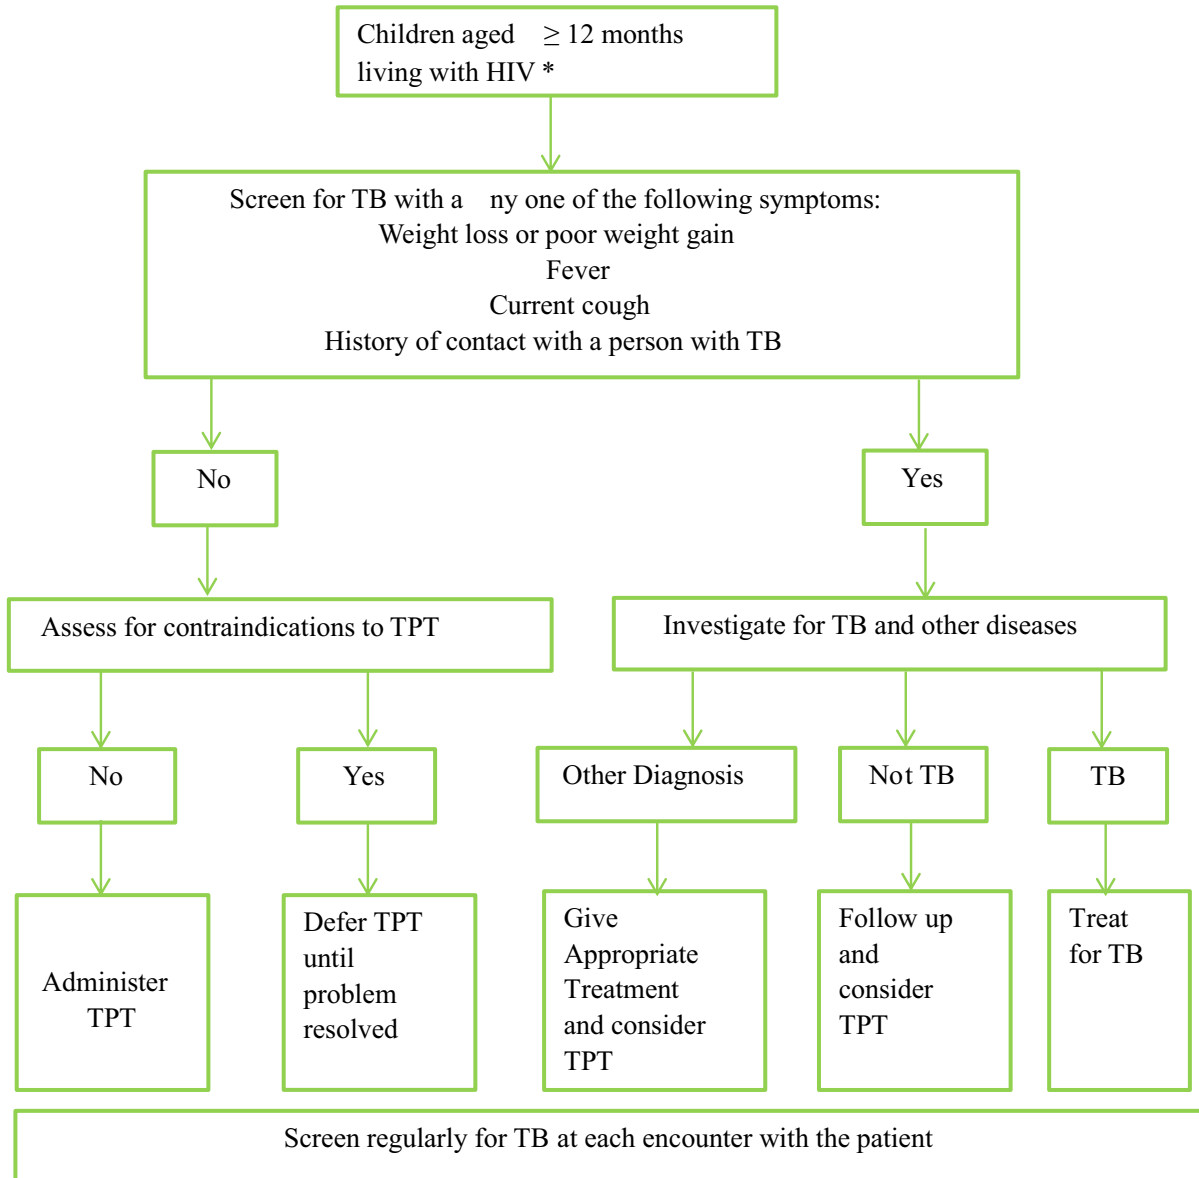 Children aged ≥ 12 months
living with HIV *
Screen for TB with a ny one of the following symptoms:
Weight loss or poor weight gain
Fever
Current cough
History of contact with a person with TB
No
Yes
Assess for contraindications to TPT
Investigate for TB and other diseases
No
Yes
Other Diagnosis
Not TB
TB
Administer
TPT
Defer TPT
until
problem
resolved
Give
Appropriate
Treatment
and consider
TPT
Follow up
and
consider
TPT
Treat
for TB
Screen regularly for TB at each encounter with the patient